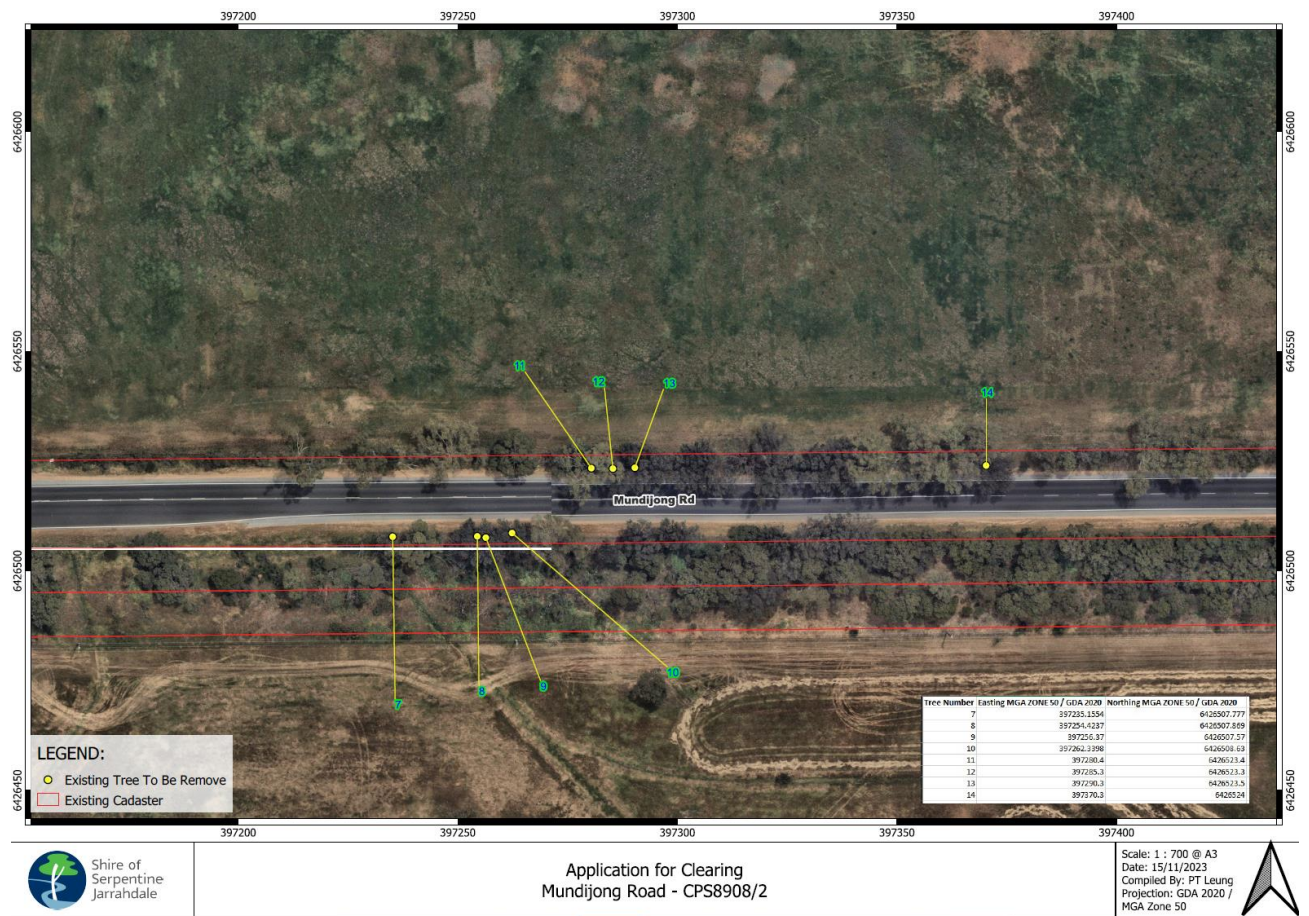 397200 397250 397300 397350 397400
6426600 6426600
6426550 6426550
11
12
13
14
Mundijong Rd
6426500 6426500
7
8
9
10
Tree Number Easting MGA ZONE 50 / GDA 2020 Northing MGA ZONE 50 / GDA 2020
7 397235.1554 6426507.777
8 397254.4237 6426507.869
9 397256.37 6426507.57
10 397262.3398 6426508.63
11 397280.4 6426523.4
12 397285.3 6426523.3
13 397290.3 6426523.5
14 397370.3 6426524
LEGEND:
Existing Tree To Be Remove
Existing Cadaster
6426450 6426450
397200 397250 397300 397350 397400
Shire of
Serpentine
Jarrahdale
Application for Clearing
Mundijong Road - CPS8908/2
Scale: 1 : 700 @ A3
Date: 15/11/2023
Compiled By: PT Leung
Projection: GDA 2020 /
MGA Zone 50